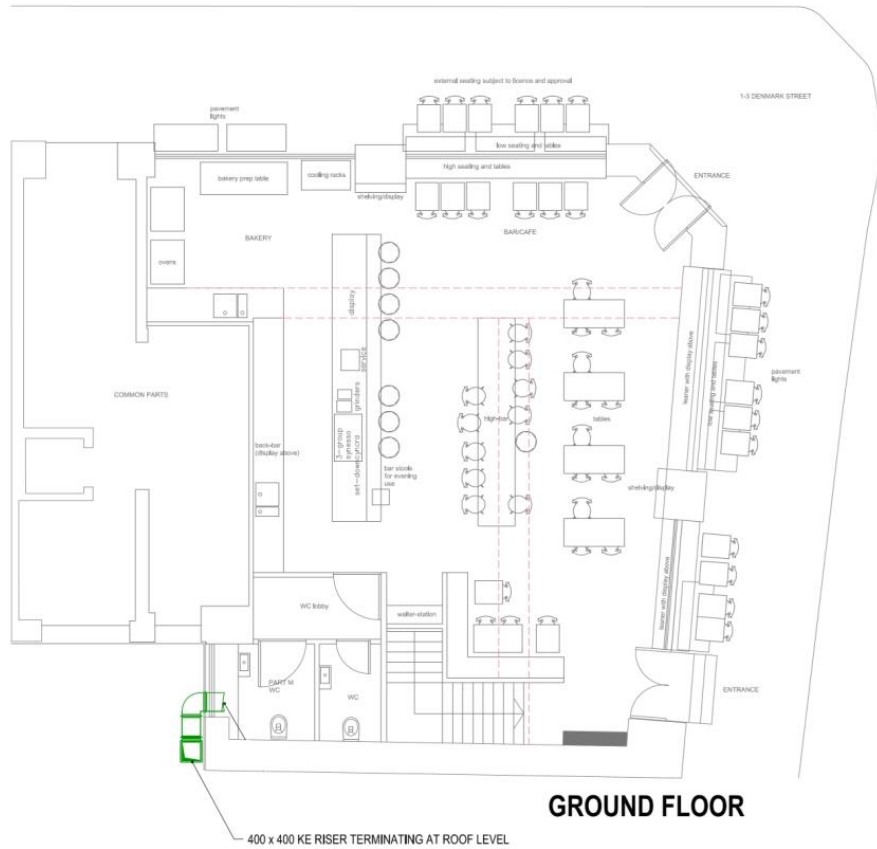 external seating subject to licence and approval
1-3 DENMARK STREET
pavement
lights
low seating and tables
high seating and tables
ENTRANCE
bakery prep table
cooling racks
shelving/display
BAKERY
BAR/CAFE
ovens
display
service
grinders
3-group
synesso
cyncra
set-down
leaner with display above
low seating and tables
pavement
lights
COMMON PARTS
High-bar
tables
back-bar
(display above)
bar stools
for evening
use
shelving/display
leaner with display above
WC lobby
waiter-station
PART M
WC
WC
ENTRANCE
GROUND FLOOR
400 x 400 KE RISER TERMINATING AT ROOF LEVEL